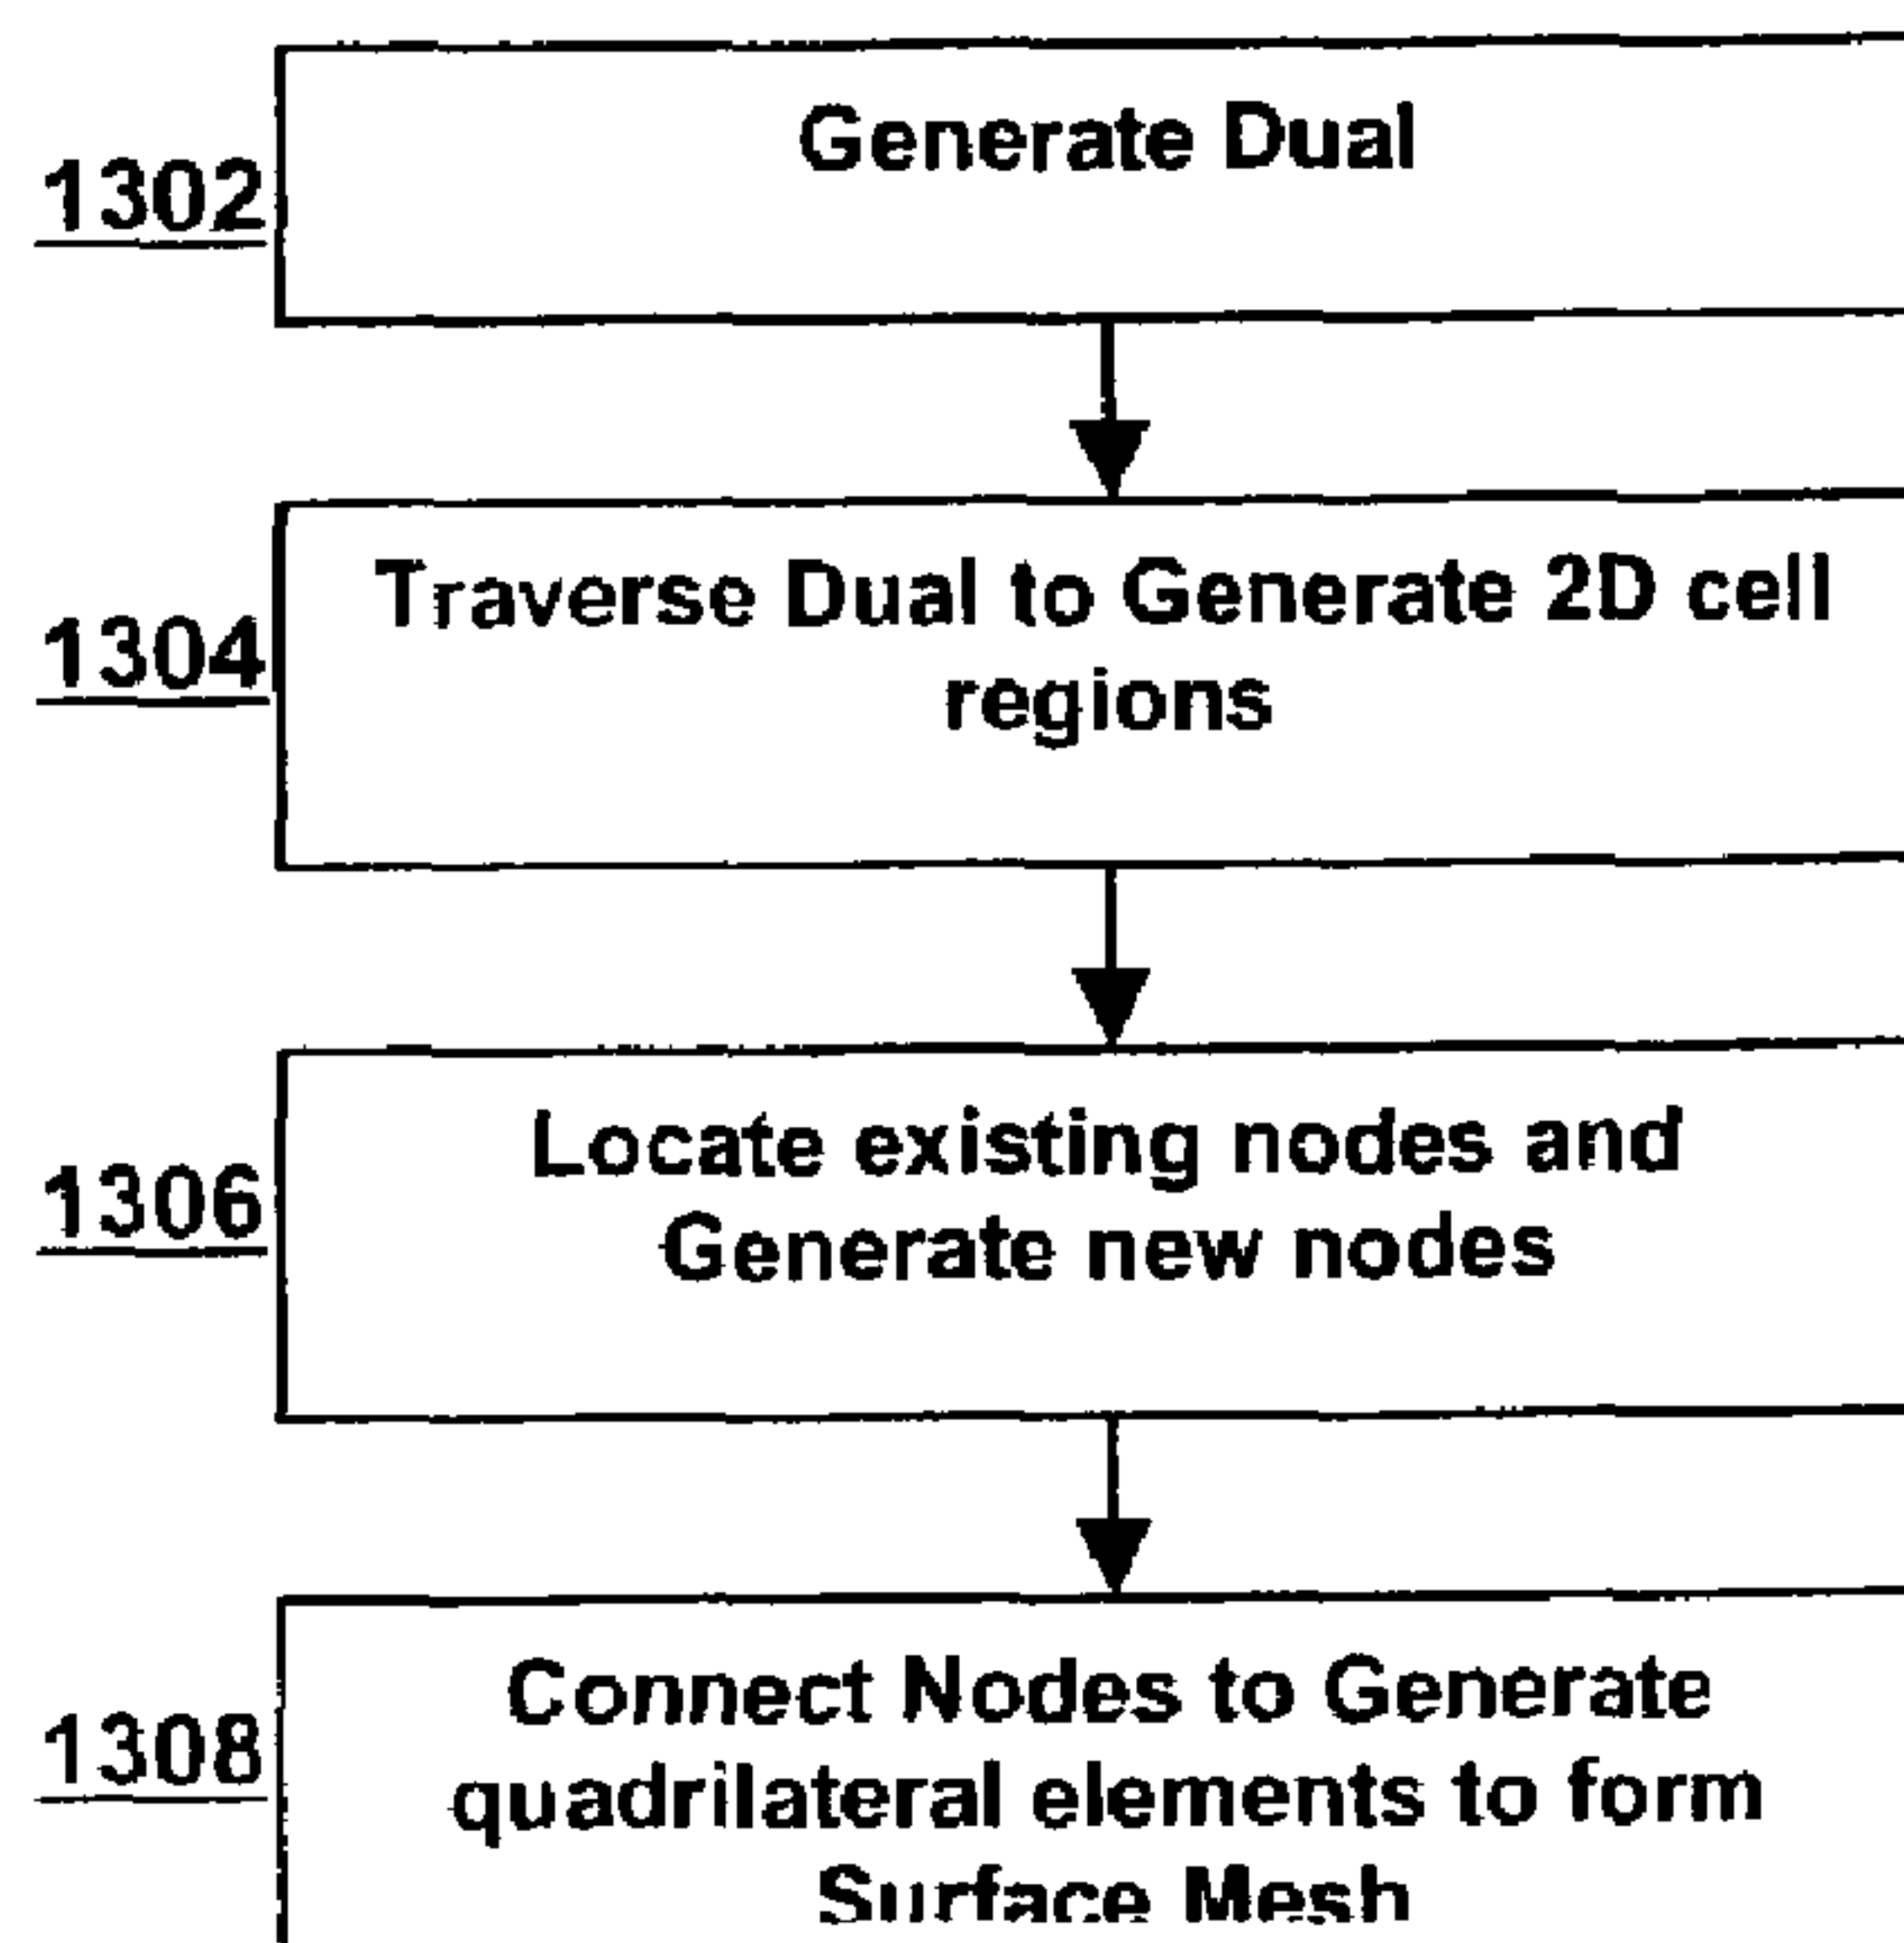 Generate Dual
1302
Traverse Dual to Generate 2D cell
regions
1304
Locate existing nodes and
Generate new nodes
1306
Connect Nodes to Generate
quadrilateral elements to form
Surface Mesh
1308